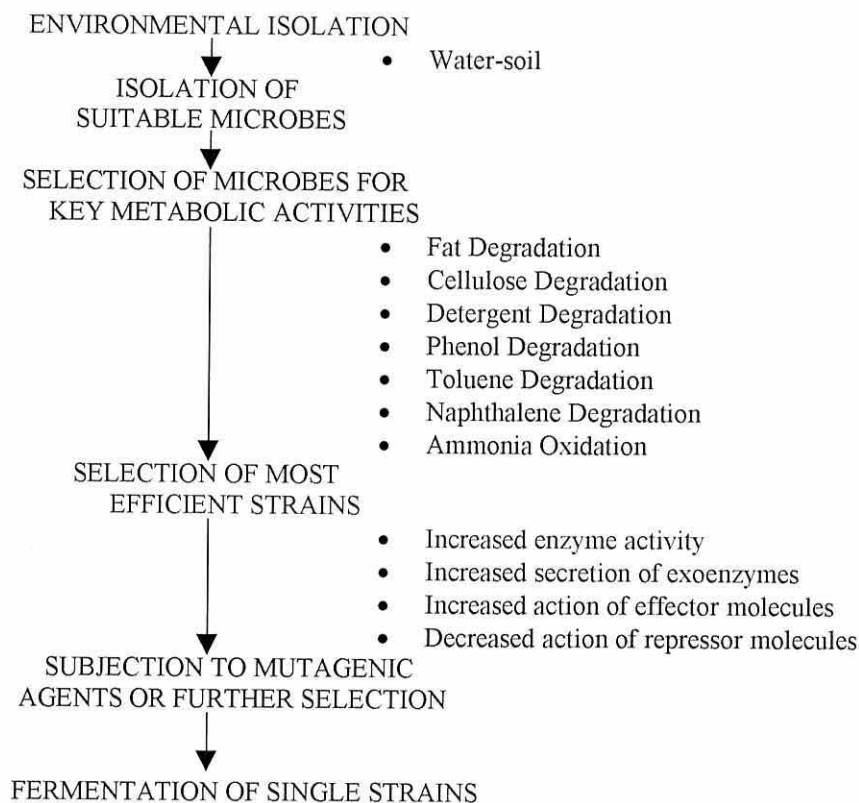 ENVIRONMENTAL ISOLATION
• Water-soil
ISOLATION OF
SUITABLE MICROBES
SELECTION OF MICROBES FOR
KEY METABOLIC ACTIVITIES
• Fat Degradation
• Cellulose Degradation
• Detergent Degradation
• Phenol Degradation
• Toluene Degradation
• Naphthalene Degradation
• Ammonia Oxidation
SELECTION OF MOST
EFFICIENT STRAINS
• Increased enzyme activity
• Increased secretion of exoenzymes
• Increased action of effector molecules
• Decreased action of repressor molecules
SUBJECTION TO MUTAGENIC
AGENTS OR FURTHER SELECTION
FERMENTATION OF SINGLE STRAINS